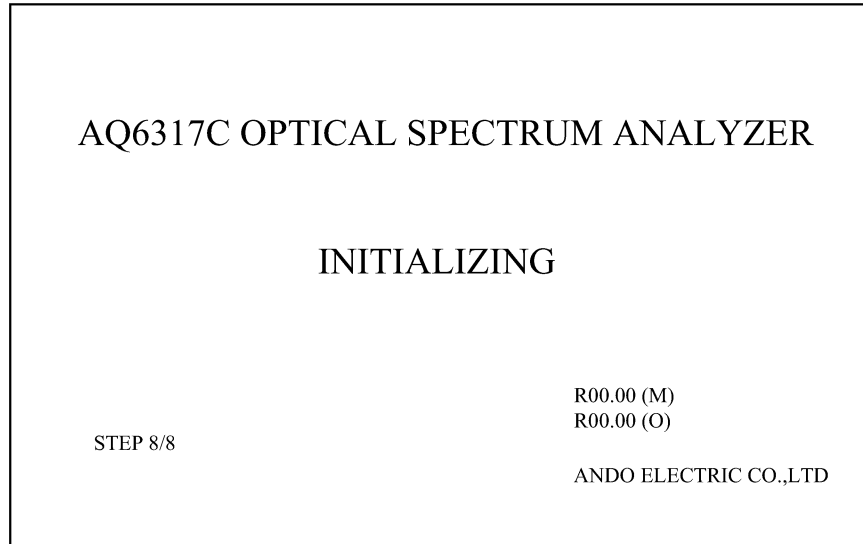 AQ6317C OPTICAL SPECTRUM ANALYZER
INITIALIZING
R00.00 (M)
R00.00 (O)
STEP 8/8
ANDO ELECTRIC CO.,LTD